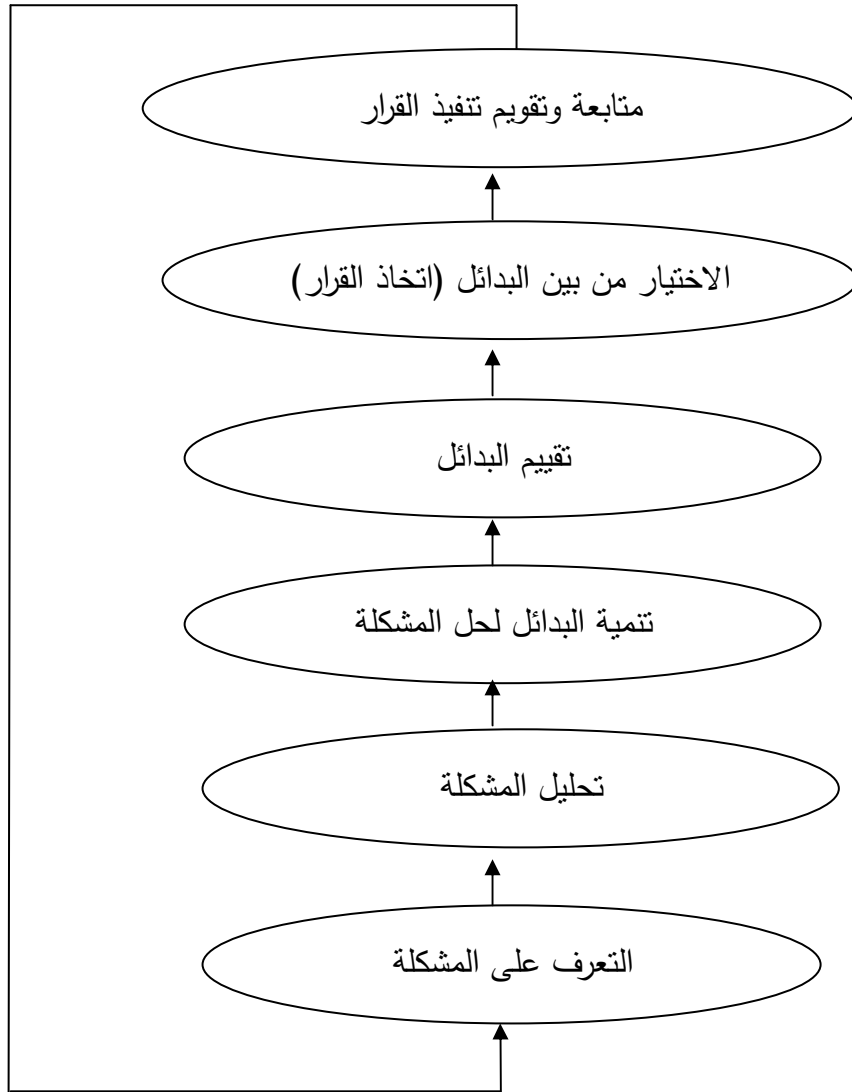 متابعة وتقويم تنفيذ القرار
الاختيار من بين البدائل (اتخاذ القرار)
تقييم البدائل
تنمية البدائل لحل المشكلة
تحليل المشكلة
التعرف على المشكلة